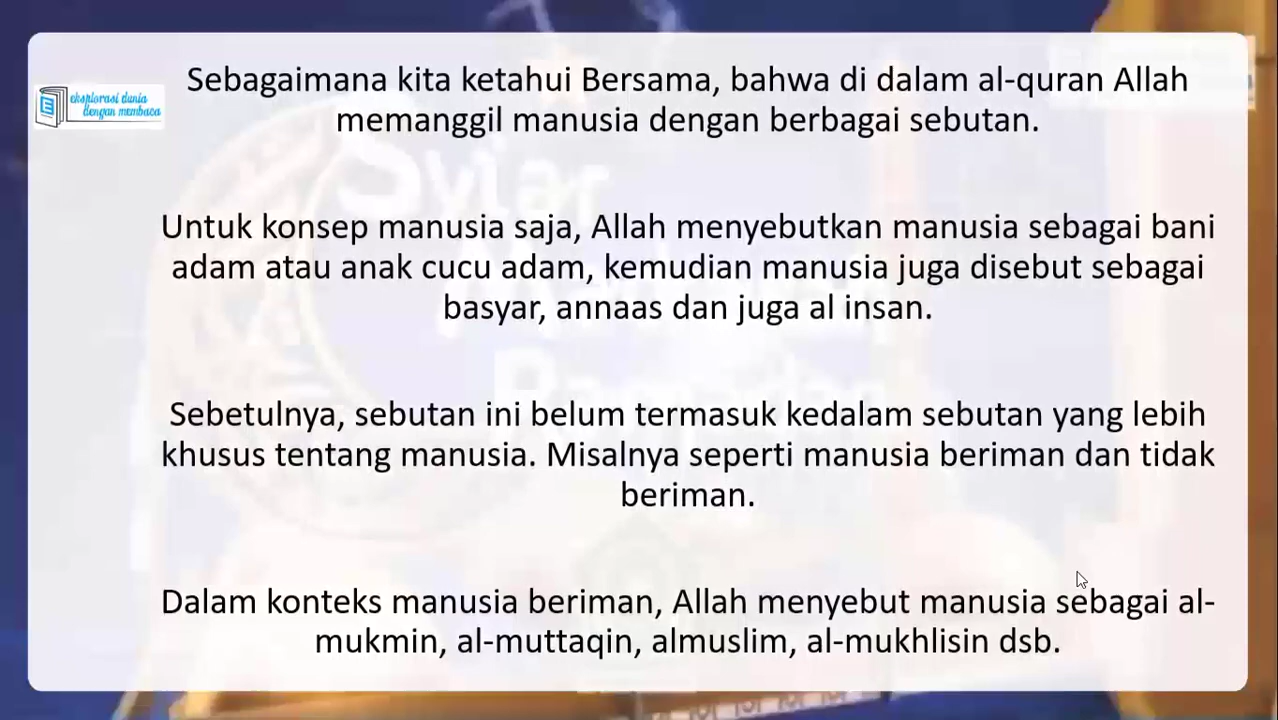 Sebagaimana kita ketahui Bersama, bahwa di dalam al-quran Allah
memanggil manusia dengan berbagai sebutan.
eksplorasi dunia
dengan membaca
Syiar
Untuk konsep manusia saja, Allah menyebutkan manusia sebagai bani
adam atau anak cucu adam, kemudian manusia juga disebut sebagai
basyar, annaas dan juga al insan.
Sebetulnya, sebutan ini belum termasuk kedalam sebutan yang lebih
khusus tentang manusia. Misalnya seperti manusia beriman dan tidak
beriman.
Dalam konteks manusia beriman, Allah menyebut manusia sebagai al-
mukmin, al-muttaqin, almuslim, al-mukhlisin dsb.